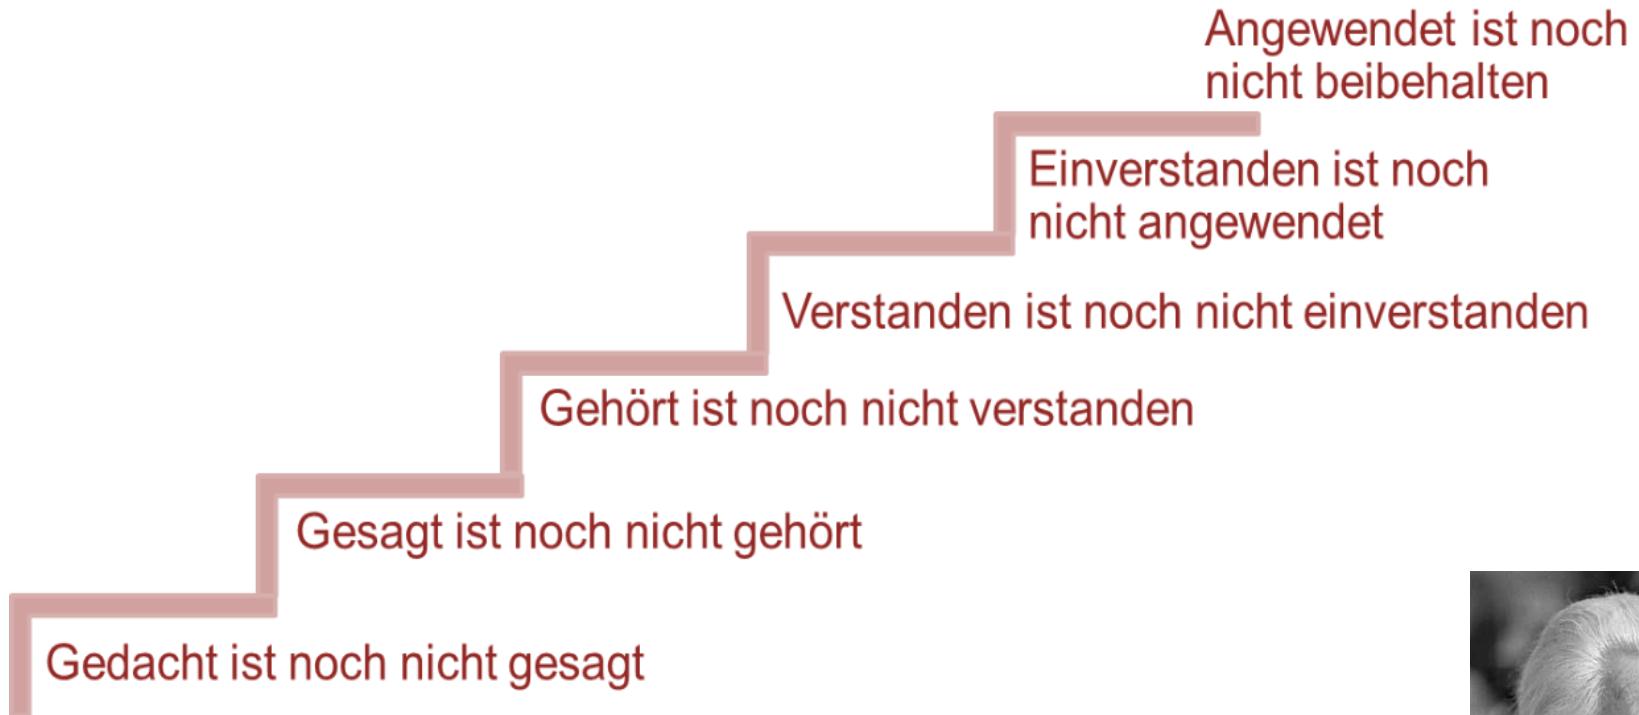 Angewendet ist noch
nicht beibehalten
Einverstanden ist noch
nicht angewendet
Verstanden ist noch nicht einverstanden
Gehört ist noch nicht verstanden
Gesagt ist noch nicht gehört
Gedacht ist noch nicht gesagt